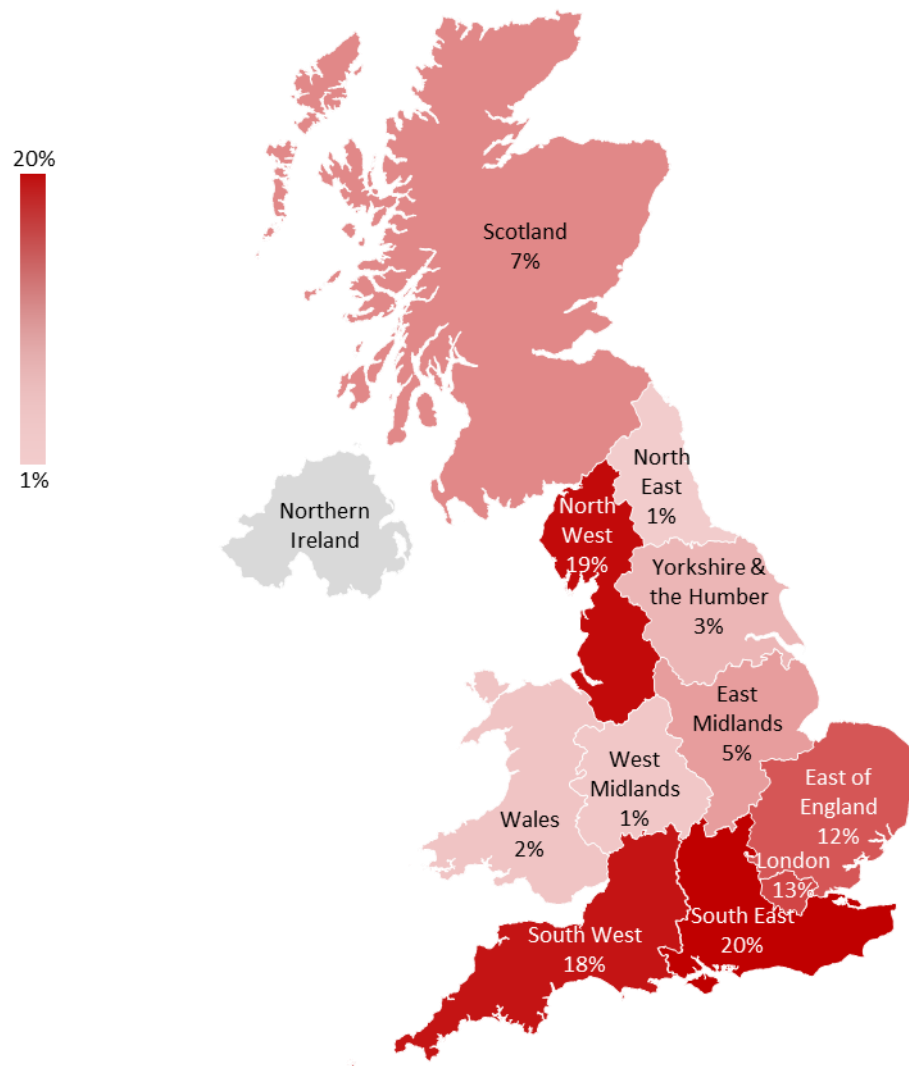 20%
1%
Scotland
7%
North
East
1%
Northern
Ireland
North
West
19%
Yorkshire &
the Humber
3%
East
Midlands
5%
West
Midlands
1%
Wales
2%
East of
England
12%
London
13%
South East
20%
South West
18%